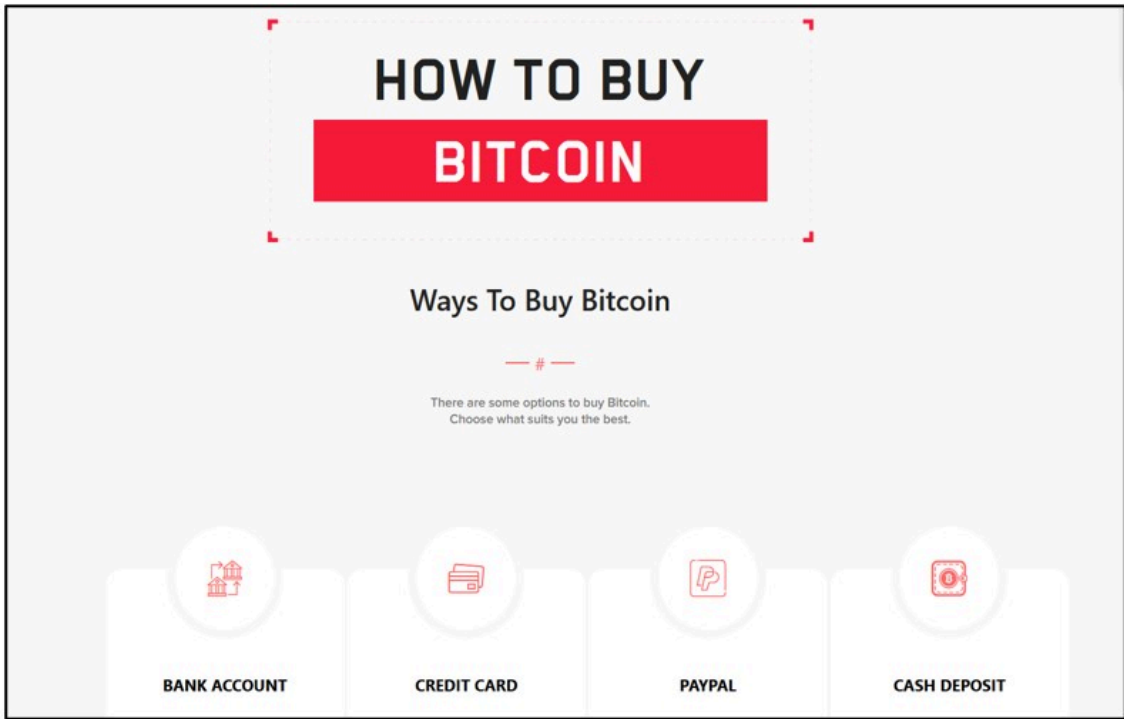 HOW TO BUY
BITCOIN
Ways To Buy Bitcoin
#
There are some options to buy Bitcoin.
Choose what suits you the best.
BANK ACCOUNT
CREDIT CARD
PAYPAL
CASH DEPOSIT